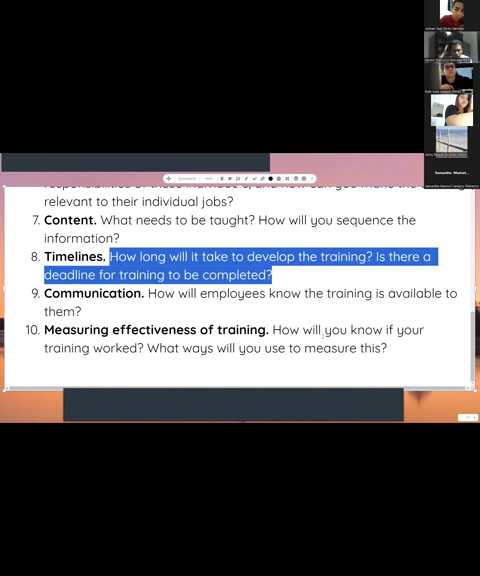 relevant to their individual jobs?
7. Content. What needs to be taught? How will you sequence the
information?
8. Timelines. How long will it take to develop the training? Is there a
deadline for training to be completed?
9. Communication. How will employees know the training is available to
them?
10. Measuring effectiveness of training. How will you know if your
training worked? What ways will you use to measure this?
Samantha Marisol...